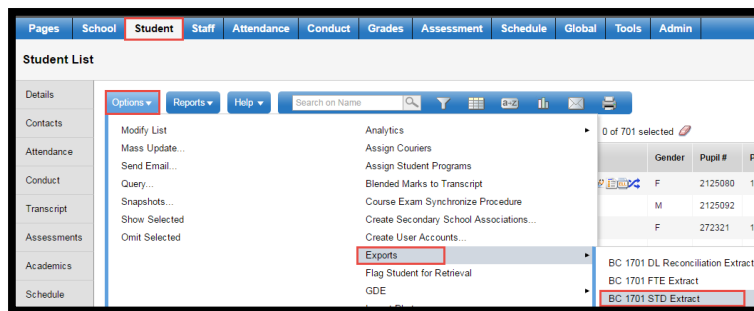 Pages School Student Staff Attendance Conduct Grades Assessment Schedule Global Tools Admin
Student List
Details
Contacts
Attendance
Conduct
Transcript
Assessments
Academics
Schedule
Options Reports Help Search on Name a-z
0 of 701 selected
Modify List
Mass Update...
Send Email...
Query...
Snapshots...
Show Selected
Omit Selected
Analytics
Assign Couriers
Assign Student Programs
Blended Marks to Transcript
Course Exam Synchronize Procedure
Create Secondary School Associations...
Create User Accounts...
Exports
Flag Student for Retrieval
GDE
Gender Pupil # P
F 2125080 1
M 2125092
F 272321 1
BC 1701 DL Reconciliation Extract
BC 1701 FTE Extract
BC 1701 STD Extract